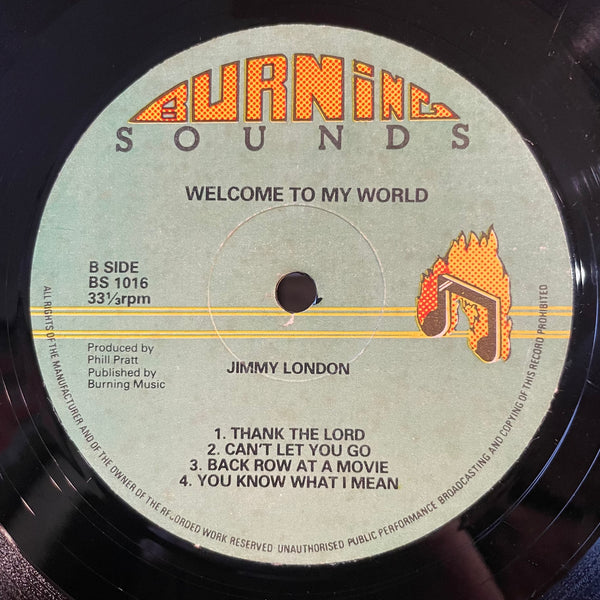 BURNiNG
SOUNDS
WELCOME TO MY WORLD
B SIDE
BS 1016
33⅓rpm
Produced by
Phill Pratt
Published by
Burning Music
JIMMY LONDON
1. THANK THE LORD
2. CAN'T LET YOU GO
3. BACK ROW AT A MOVIE
4. YOU KNOW WHAT I MEAN
ALL RIGHTS OF THE MANUFACTURER AND OF THE OWNER OF THE RECORDED WORK RESERVED UNAUTHORISED PUBLIC PERFORMANCE BROADCASTING AND COPYING OF THIS RECORD PROHIBITED